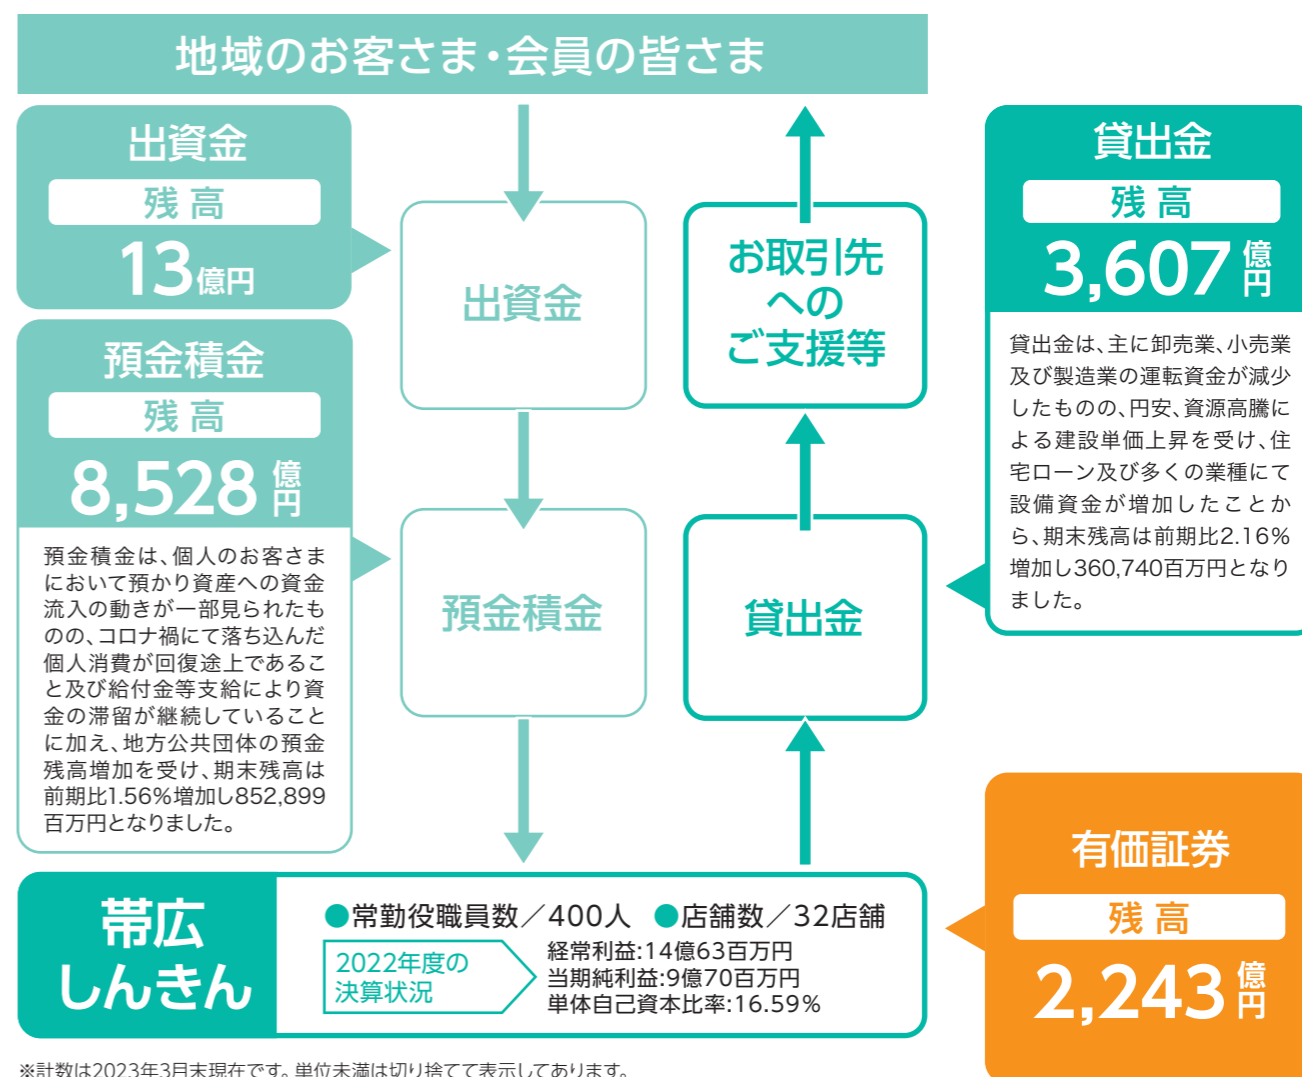 地域のお客さま・会員の皆さま
出資金
残高
13億円
預金積金
残高
8,528億円
預金積金は、個人のお客さま
において預かり資産への資金
流入の動きが一部見られたも
のの、コロナ禍にて落ち込んだ
個人消費が回復途上であるこ
と及び給付金等支給により資
金の滞留が継続していること
に加え、地方公共団体の預金
残高増加を受け、期末残高は
前期比1.56%増加し852,899
百万円となりました。
出資金
預金積金
お取引先
への
ご支援等
貸出金
貸出金
残高
3,607億円
貸出金は、主に卸売業、小売業
及び製造業の運転資金が減少
したものの、円安、資源高騰に
よる建設単価上昇を受け、住
宅ローン及び多くの業種にて
設備資金が増加したことか
ら、期末残高は前期比2.16%
増加し360,740百万円となり
ました。
有価証券
残高
2,243億円
帯広
しんきん
●常勤役職員数／400人 ●店舗数／32店舗
2022年度の
決算状況
経常利益:14億63百万円
当期純利益:9億70百万円
単体自己資本比率:16.59%
※計数は2023年3月末現在です。単位未満は切り捨てて表示してあります。